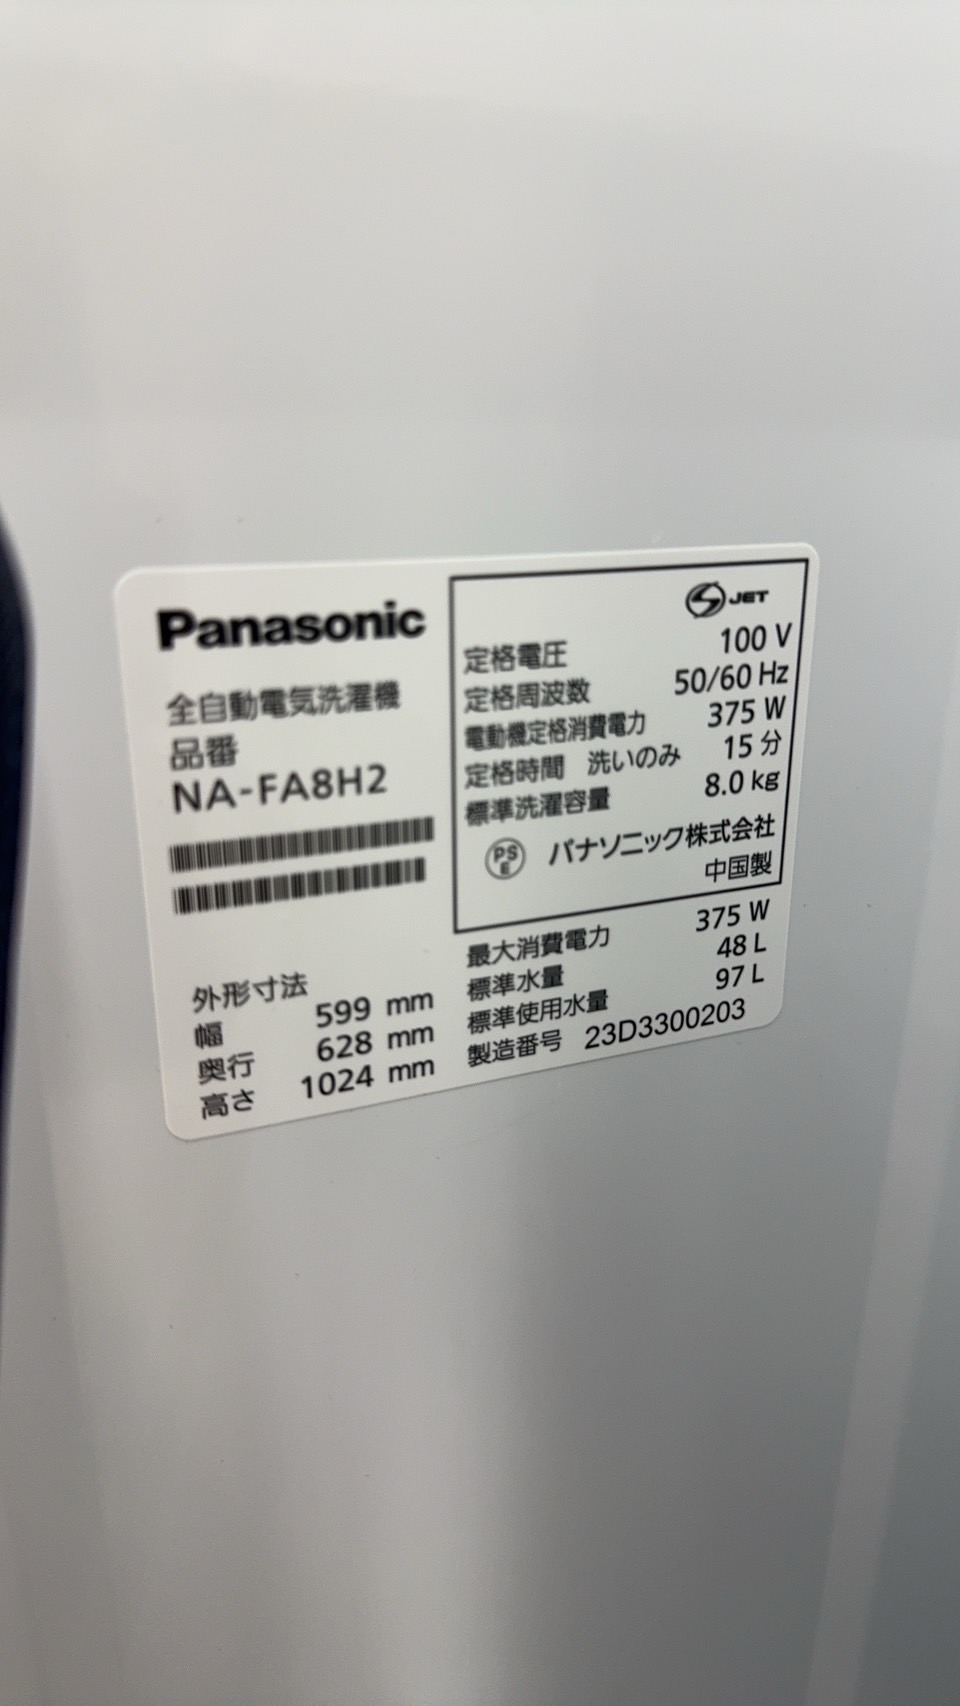 Panasonic
全自動電気洗濯機
品番
NA-FA8H2
外形寸法
幅 599 mm
奥行 628 mm
高さ 1024 mm
JET
定格電圧 100 V
定格周波数 50/60 Hz
電動機定格消費電力 375 W
定格時間 洗いのみ 15 分
標準洗濯容量 8.0 kg
PS E パナソニック株式会社
中国製
最大消費電力 375 W
標準水量 48 L
標準使用水量 97 L
製造番号 23D3300203